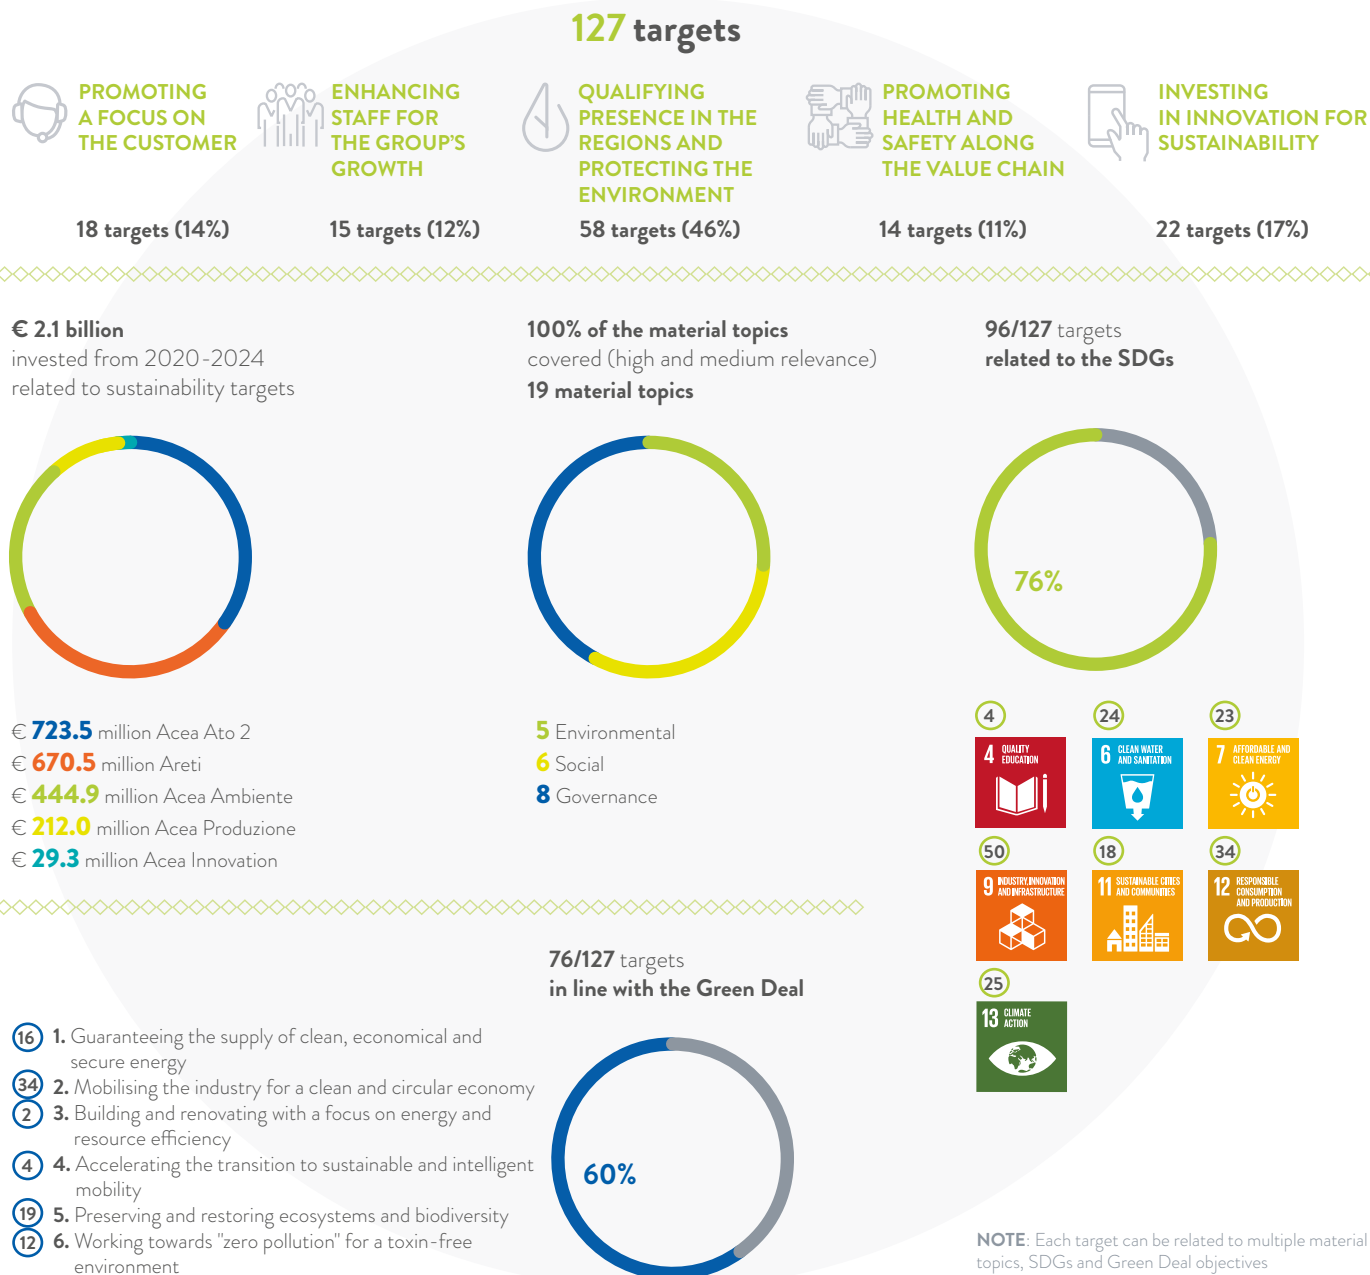 127 targets
PROMOTING
A FOCUS ON
THE CUSTOMER
18 targets (14%)
ENHANCING
STAFF FOR
THE GROUP'S
GROWTH
15 targets (12%)
QUALIFYING
PRESENCE IN THE
REGIONS AND
PROTECTING THE
ENVIRONMENT
58 targets (46%)
PROMOTING
HEALTH AND
SAFETY ALONG
THE VALUE CHAIN
14 targets (11%)
INVESTING
IN INNOVATION FOR
SUSTAINABILITY
22 targets (17%)
€ 2.1 billion
invested from 2020-2024
related to sustainability targets
€ 723.5 million Acea Ato 2
€ 670.5 million Areti
€ 444.9 million Acea Ambiente
€ 212.0 million Acea Produzione
€ 29.3 million Acea Innovation
100% of the material topics
covered (high and medium relevance)
19 material topics
5 Environmental
6 Social
8 Governance
96/127 targets
related to the SDGs
76%
4
4 QUALITY
EDUCATION
24
6 CLEAN WATER
AND SANITATION
23
7 AFFORDABLE AND
CLEAN ENERGY
50
9 INDUSTRY, INNOVATION
AND INFRASTRUCTURE
18
11 SUSTAINABLE CITIES
AND COMMUNITIES
34
12 RESPONSIBLE
CONSUMPTION
AND PRODUCTION
25
13 CLIMATE
ACTION
76/127 targets
in line with the Green Deal
16 1. Guaranteeing the supply of clean, economical and
secure energy
34 2. Mobilising the industry for a clean and circular economy
2 3. Building and renovating with a focus on energy and
resource efficiency
4 4. Accelerating the transition to sustainable and intelligent
mobility
19 5. Preserving and restoring ecosystems and biodiversity
12 6. Working towards "zero pollution" for a toxin-free
environment
60%
NOTE: Each target can be related to multiple material
topics, SDGs and Green Deal objectives